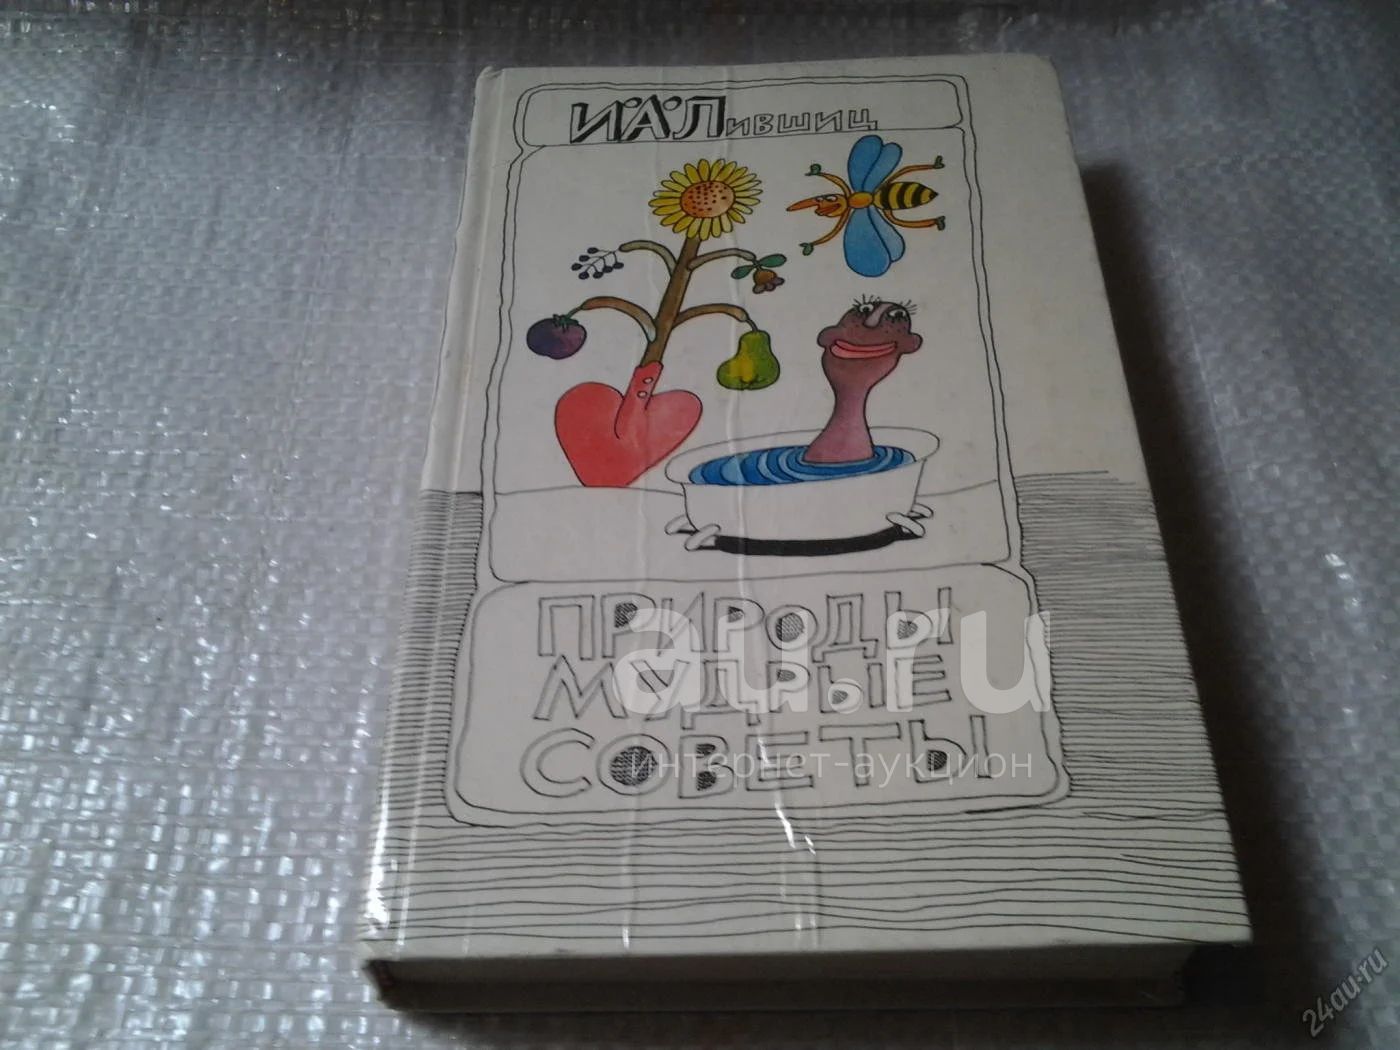 И.А.Лившиц
ПРИРОДЫ
МУДРЫЕ
СОВЕТЫ
au.ru
интернет-аукцион
24au.ru